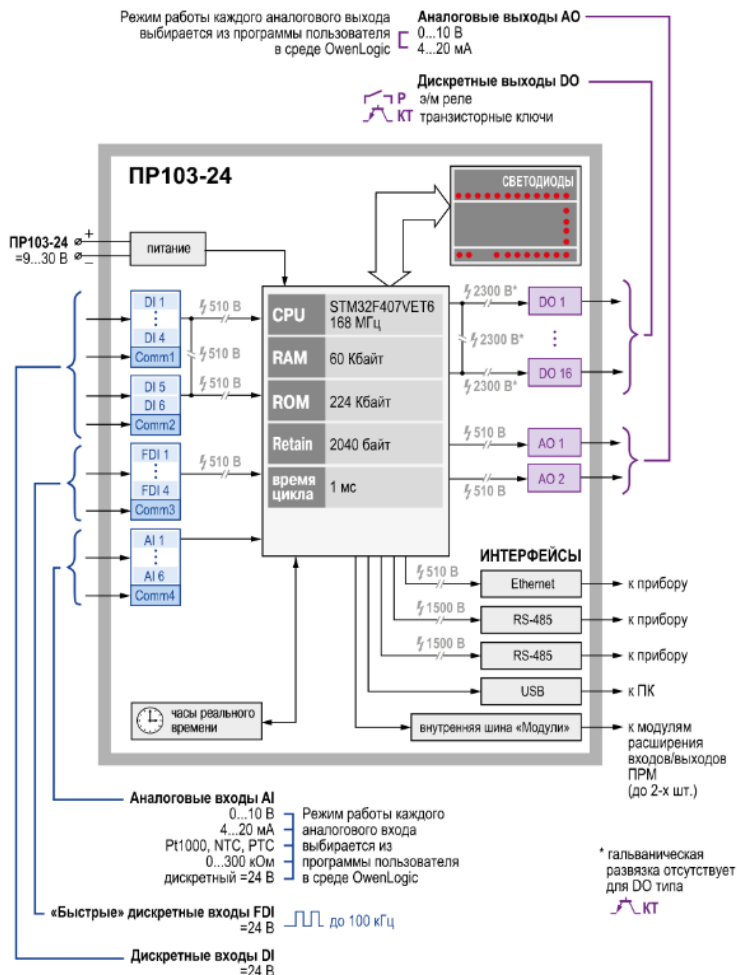 Режим работы каждого аналогового выхода
выбирается из программы пользователя
в среде OwenLogic
Аналоговые выходы AO
0...10 В
4...20 мА
Дискретные выходы DO
Р э/м реле
КТ транзисторные ключи
ПР103-24
СВЕТОДИОДЫ
ПР103-24
=9...30 В
+
–
питание
DI 1
DI 4
Comm1
DI 5
DI 6
Comm2
FDI 1
FDI 4
Comm3
AI 1
AI 6
Comm4
510 В
510 В
510 В
510 В
CPU STM32F407VET6
168 МГц
RAM 60 Кбайт
ROM 224 Кбайт
Retain 2040 байт
время
цикла
1 мс
2300 В*
2300 В*
2300 В*
510 В
510 В
DO 1
DO 16
AO 1
AO 2
ИНТЕРФЕЙСЫ
510 В Ethernet к прибору
1500 В RS-485 к прибору
1500 В RS-485 к прибору
USB к ПК
внутренняя шина «Модули» к модулям
расширения
входов/выходов
ПРМ
(до 2-х шт.)
часы реального
времени
Аналоговые входы AI
0...10 В
4...20 мА
Pt1000, NTC, PTC
0...300 кОм
дискретный =24 В
Режим работы каждого
аналогового входа
выбирается из
программы пользователя
в среде OwenLogic
«Быстрые» дискретные входы FDI
=24 В
до 100 кГц
Дискретные входы DI
=24 В
* гальваническая
развязка отсутствует
для DO типа
КТ